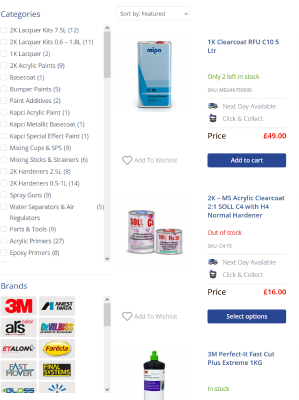 Categories
2K Lacquer Kits 7.5L (12)
2K Lacquer Kits 0.6 – 1.8L (11)
1K Lacquer (2)
2K Acrylic Paints (9)
Basecoat (1)
Bumper Paints (5)
Paint Additives (2)
Kapci Acrylic Paint (1)
Kapci Metallic Basecoat (1)
Kapci Special Effect Paint (1)
Mixing Cups & SPS (9)
Mixing Sticks & Strainers (6)
2K Hardeners 2.5L (8)
2K Hardeners 0.5-1L (14)
Spray Guns (9)
Water Separators & Air Regulators (5)
Parts & Tools (9)
Acrylic Primers (27)
Epoxy Primers (8)
Brands
3M
ANEST IWATA
ars color
DeVILBISS
ETALON
Farécla
EAST MOVER
FINAL SYSTEMS
GLOSS
Sort by: Featured
mipa
Add To Wishlist
1K Clearcoat RFU C10 5 Ltr
Only 2 left in stock
Next Day Available
Click & Collect
Price £49.00
Add to cart
SOLL
Add To Wishlist
2K – MS Acrylic Clearcoat 2:1 SOLL C4 with H4 Normal Hardener
Out of stock
SKU: C4 15
Next Day Available
Click & Collect
Price £16.00
Select options
3M Perfect-It Fast Cut Plus Extreme 1KG
In stock